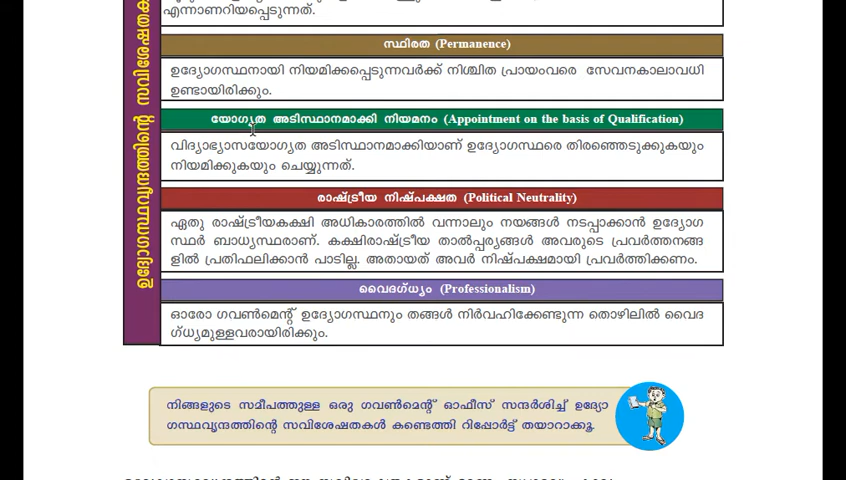 എന്നാണറിയപ്പെടുന്നത്.
സ്ഥിരത (Permanence)
ഉദ്യോഗസ്ഥനായി നിയമിക്കപ്പെടുന്നവർക്ക് നിശ്ചിത പ്രായംവരെ സേവനകാലാവധി
ഉണ്ടായിരിക്കും.
യോഗ്യത അടിസ്ഥാനമാക്കി നിയമനം (Appointment on the basis of Qualification)
വിദ്യാഭ്യാസയോഗ്യത അടിസ്ഥാനമാക്കിയാണ് ഉദ്യോഗസ്ഥരെ തിരഞ്ഞെടുക്കുകയും
നിയമിക്കുകയും ചെയ്യുന്നത്.
രാഷ്ട്രീയ നിഷ്പക്ഷത (Political Neutrality)
ഏതു രാഷ്ട്രീയകക്ഷി അധികാരത്തിൽ വന്നാലും നയങ്ങൾ നടപ്പാക്കാൻ ഉദ്യോഗ
സ്ഥർ ബാധ്യസ്ഥരാണ്. കക്ഷിരാഷ്ട്രീയ താൽപ്പര്യങ്ങൾ അവരുടെ പ്രവർത്തനങ്ങ
ളിൽ പ്രതിഫലിക്കാൻ പാടില്ല. അതായത് അവർ നിഷ്പക്ഷമായി പ്രവർത്തിക്കണം.
വൈദഗ്ധ്യം (Professionalism)
ഓരോ ഗവൺമെന്റ് ഉദ്യോഗസ്ഥനും തങ്ങൾ നിർവഹിക്കേണ്ടുന്ന തൊഴിലിൽ വൈദ
ഗ്ധ്യമുള്ളവരായിരിക്കും.
ഉദ്യോഗസ്ഥവൃന്ദത്തിന്റെ
നിങ്ങളുടെ സമീപത്തുള്ള ഒരു ഗവൺമെന്റ് ഓഫീസ് സന്ദർശിച്ച് ഉദ്യോ
ഗസ്ഥവൃന്ദത്തിന്റെ സവിശേഷതകൾ കണ്ടെത്തി റിപ്പോർട്ട് തയാറാക്കൂ.